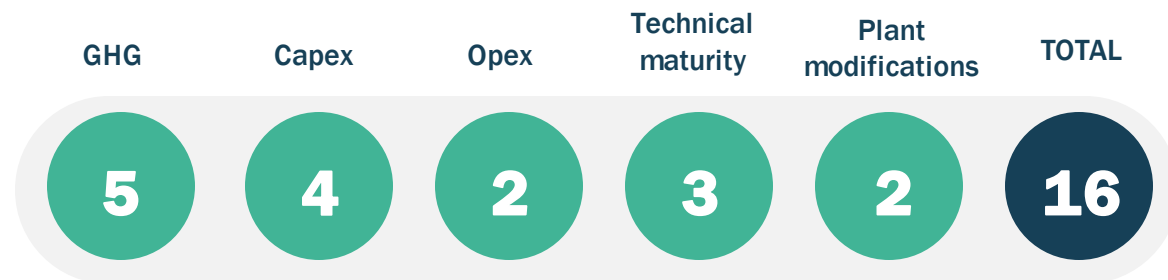 GHG
Capex
Opex
Technical
maturity
Plant
modifications
TOTAL
5
4
2
3
2
16